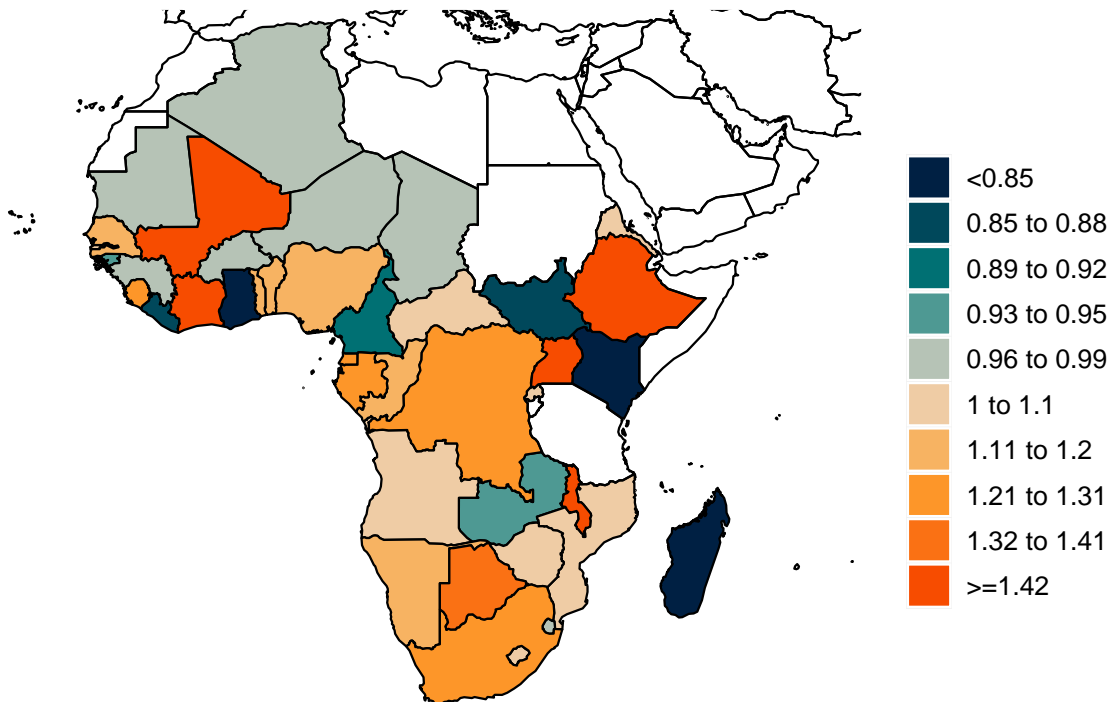 <0.85
0.85 to 0.88
0.89 to 0.92
0.93 to 0.95
0.96 to 0.99
1 to 1.1
1.11 to 1.2
1.21 to 1.31
1.32 to 1.41
>=1.42